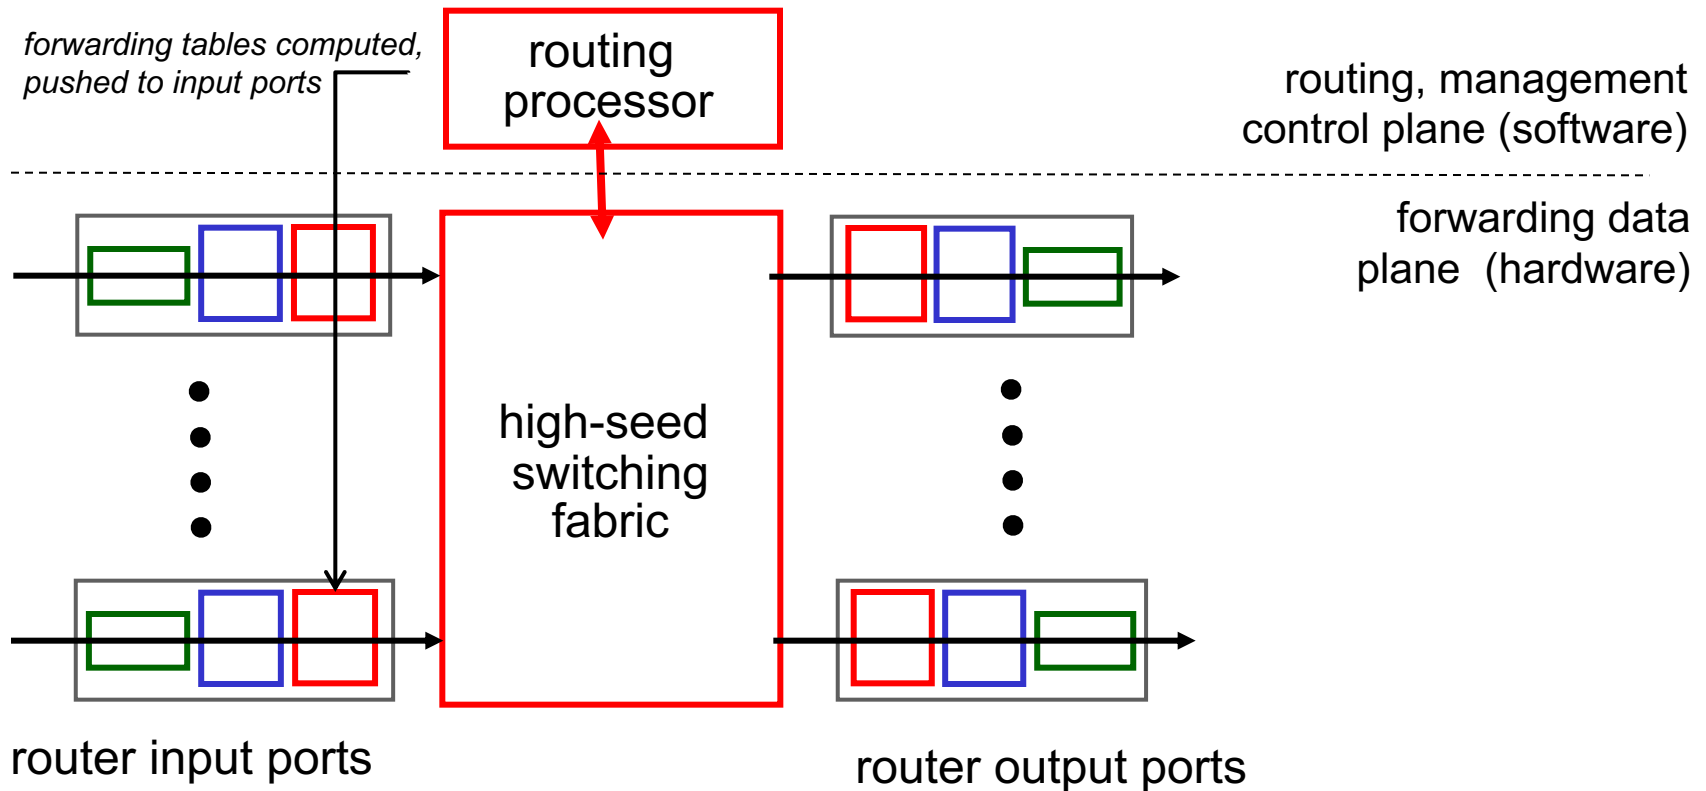 forwarding tables computed,
pushed to input ports
routing
processor
routing, management
control plane (software)
forwarding data
plane (hardware)
high-seed
switching
fabric
router input ports
router output ports